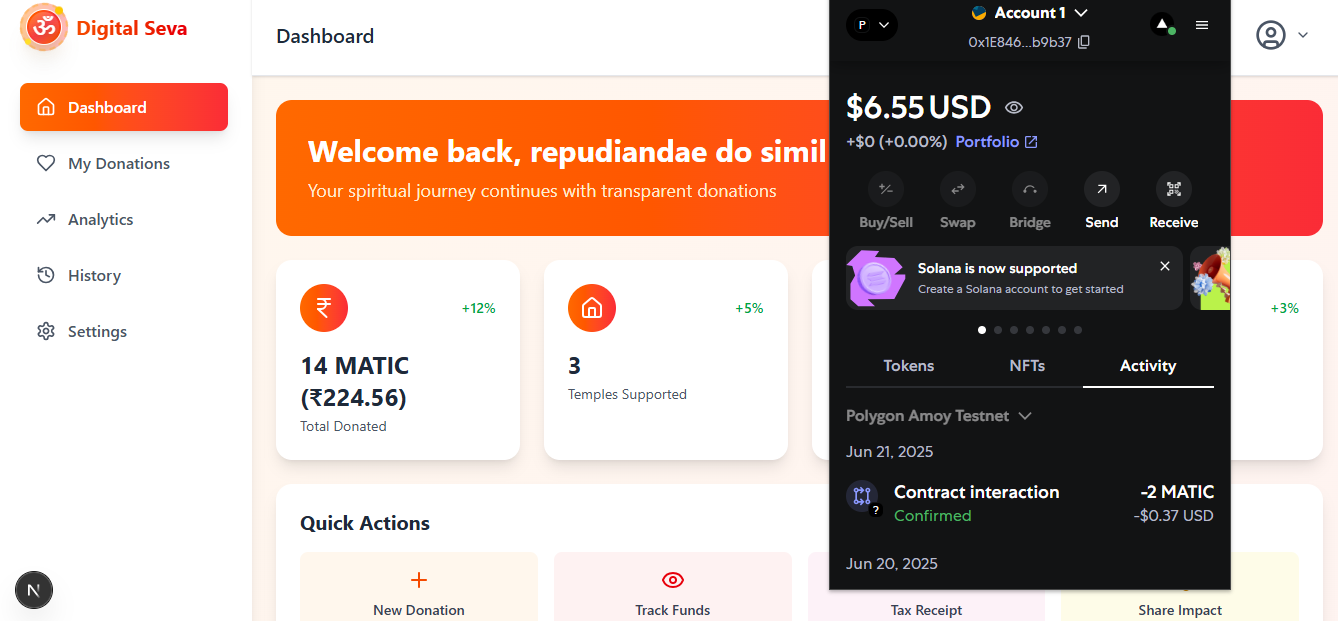 ॐ
Digital Seva
Dashboard
My Donations
Analytics
History
Settings
N
Dashboard
Welcome back, repudiandae do simil
Your spiritual journey continues with transparent donations
₹
+12%
14 MATIC
(₹224.56)
Total Donated
+5%
3
Temples Supported
+3%
Quick Actions
New Donation
Track Funds
Tax Receipt
Share Impact
P
Account 1
0x1E846...b9b37
$6.55 USD
+$0 (+0.00%) Portfolio
Buy/Sell
Swap
Bridge
Send
Receive
Solana is now supported
Create a Solana account to get started
Tokens
NFTs
Activity
Polygon Amoy Testnet
Jun 21, 2025
?
Contract interaction
-2 MATIC
Confirmed
-$0.37 USD
Jun 20, 2025